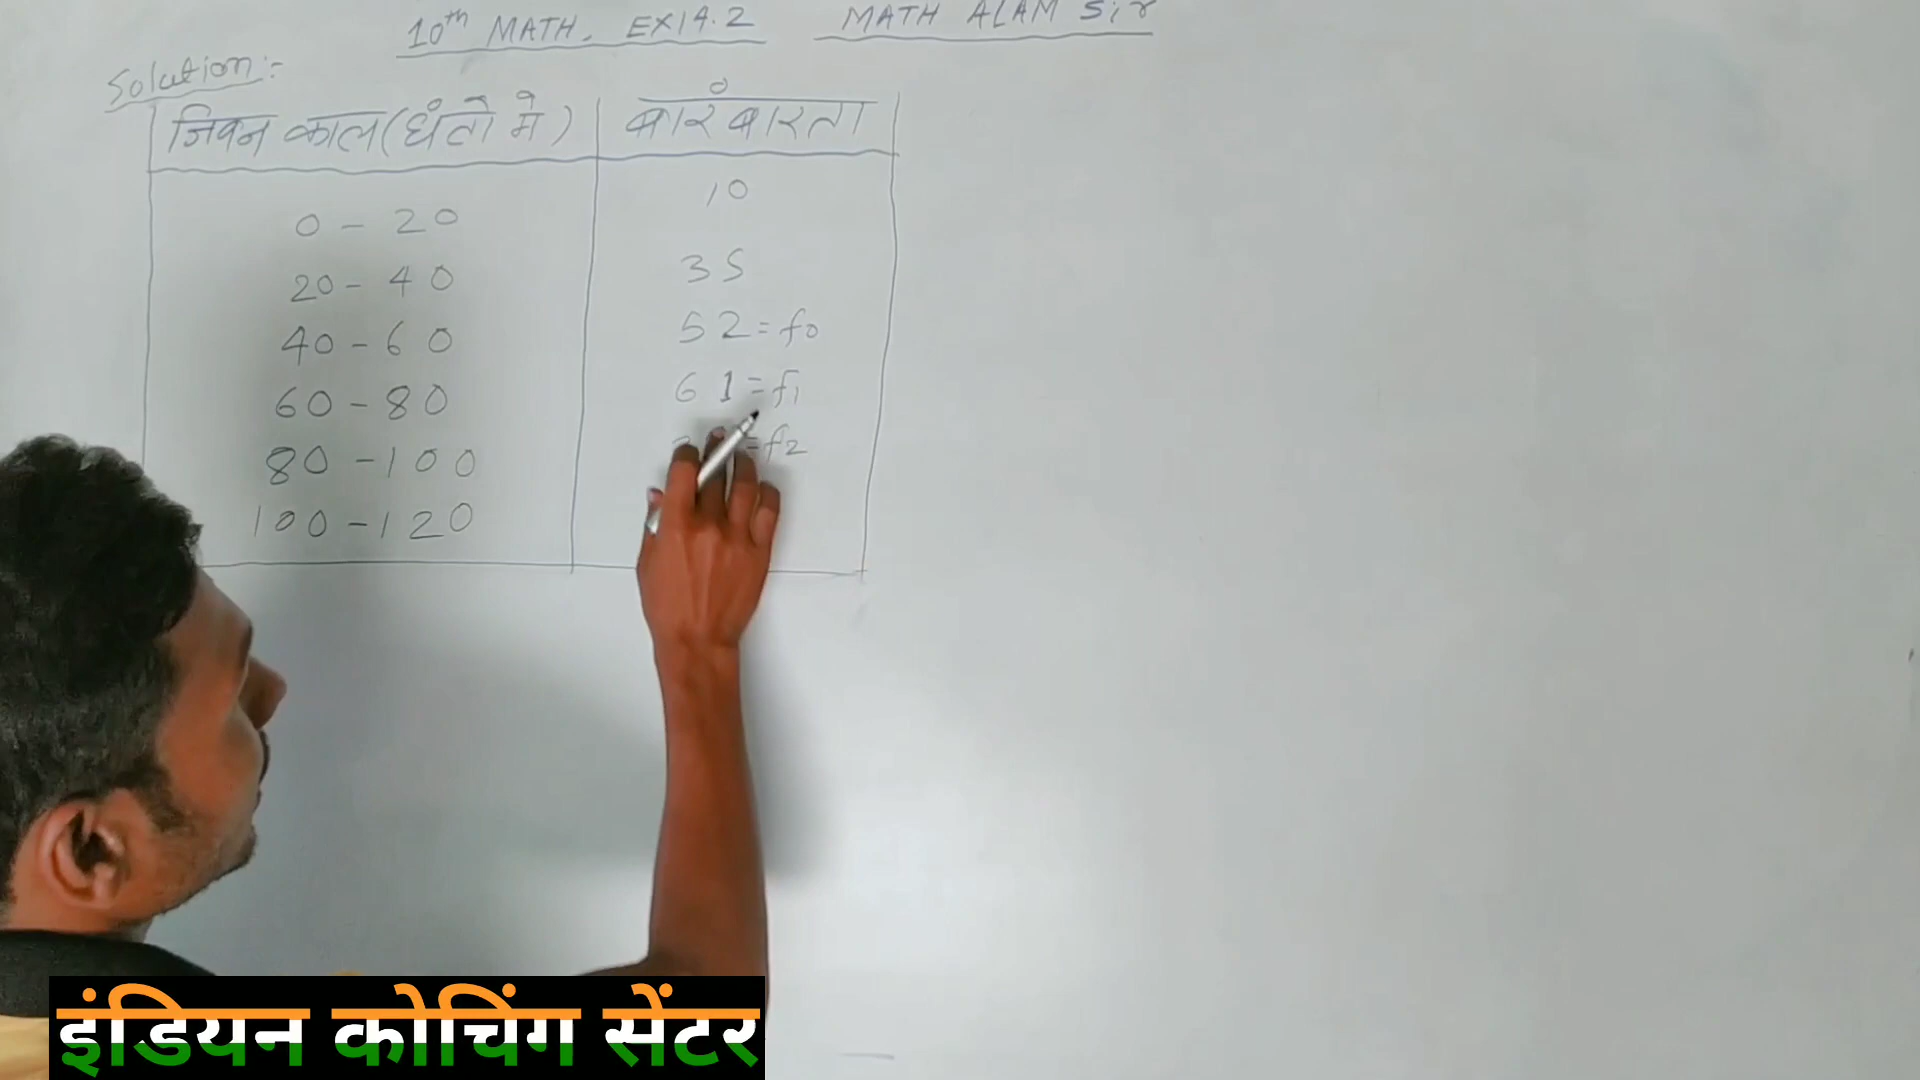 10th MATH. EX14.2 MATH ALAM Sir
Solution:-
जिवन काल(घंटो मे) बारंबारता
0 - 20 10
20 - 40 35
40 - 60 52 = f0
60 - 80 61 = f1
80 - 100 = f2
100 - 120
इंडियन कोचिंग सेंटर